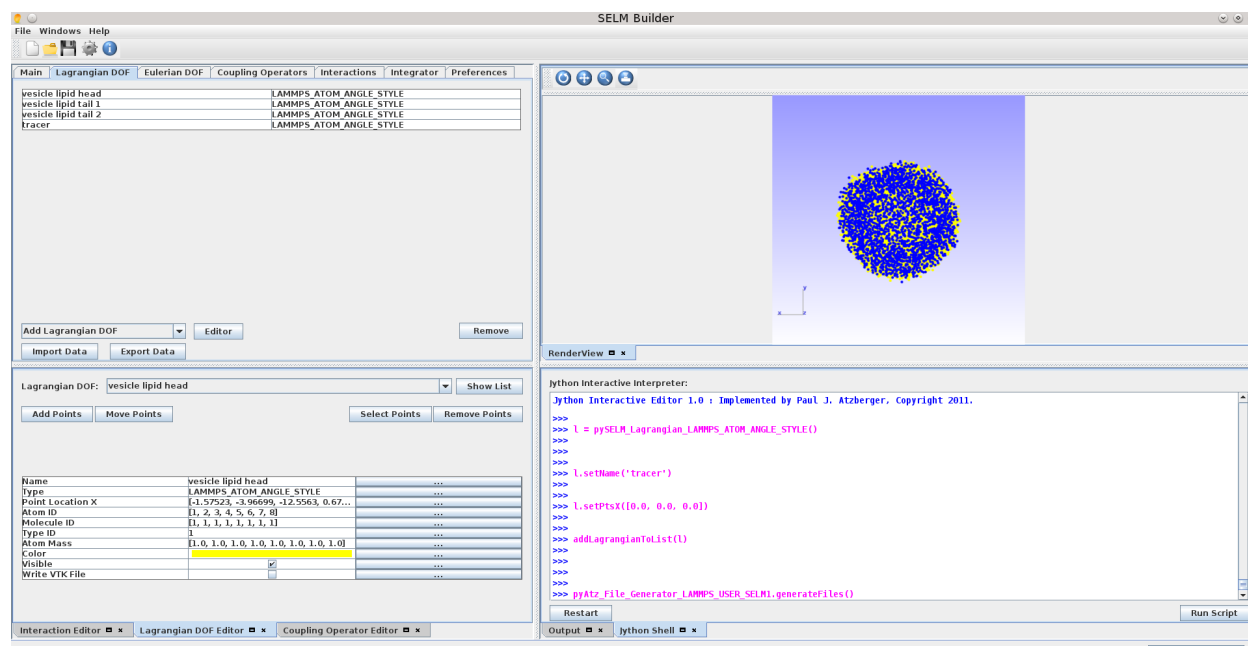 SELM Builder
File Windows Help
Main Lagrangian DOF Eulerian DOF Coupling Operators Interactions Integrator Preferences
vesicle lipid head LAMMPS_ATOM_ANGLE_STYLE
vesicle lipid tail 1 LAMMPS_ATOM_ANGLE_STYLE
vesicle lipid tail 2 LAMMPS_ATOM_ANGLE_STYLE
tracer LAMMPS_ATOM_ANGLE_STYLE
Add Lagrangian DOF Editor Remove
Import Data Export Data
y
x z
RenderView
Lagrangian DOF: vesicle lipid head Show List
Add Points Move Points Select Points Remove Points
Name vesicle lipid head ...
Type LAMMPS_ATOM_ANGLE_STYLE ...
Point Location X [-1.57523, -3.96699, -12.5563, 0.67... ...
Atom ID [1, 2, 3, 4, 5, 6, 7, 8] ...
Molecule ID [1, 1, 1, 1, 1, 1, 1, 1] ...
Type ID 1 ...
Atom Mass [1.0, 1.0, 1.0, 1.0, 1.0, 1.0, 1.0, 1.0] ...
Color ...
Visible ...
Write VTK File ...
Interaction Editor Lagrangian DOF Editor Coupling Operator Editor
Jython Interactive Interpreter:
Jython Interactive Editor 1.0 : Implemented by Paul J. Atzberger, Copyright 2011.
>>>
>>> l = pySELM_Lagrangian_LAMMPS_ATOM_ANGLE_STYLE()
>>>
>>>
>>>
>>> l.setName('tracer')
>>>
>>>
>>> l.setPtsX([0.0, 0.0, 0.0])
>>>
>>>
>>> addLagrangianToList(l)
>>>
>>>
>>>
>>>
>>> pyAtz_File_Generator_LAMMPS_USER_SELM1.generateFiles()
Restart Run Script
Output Jython Shell